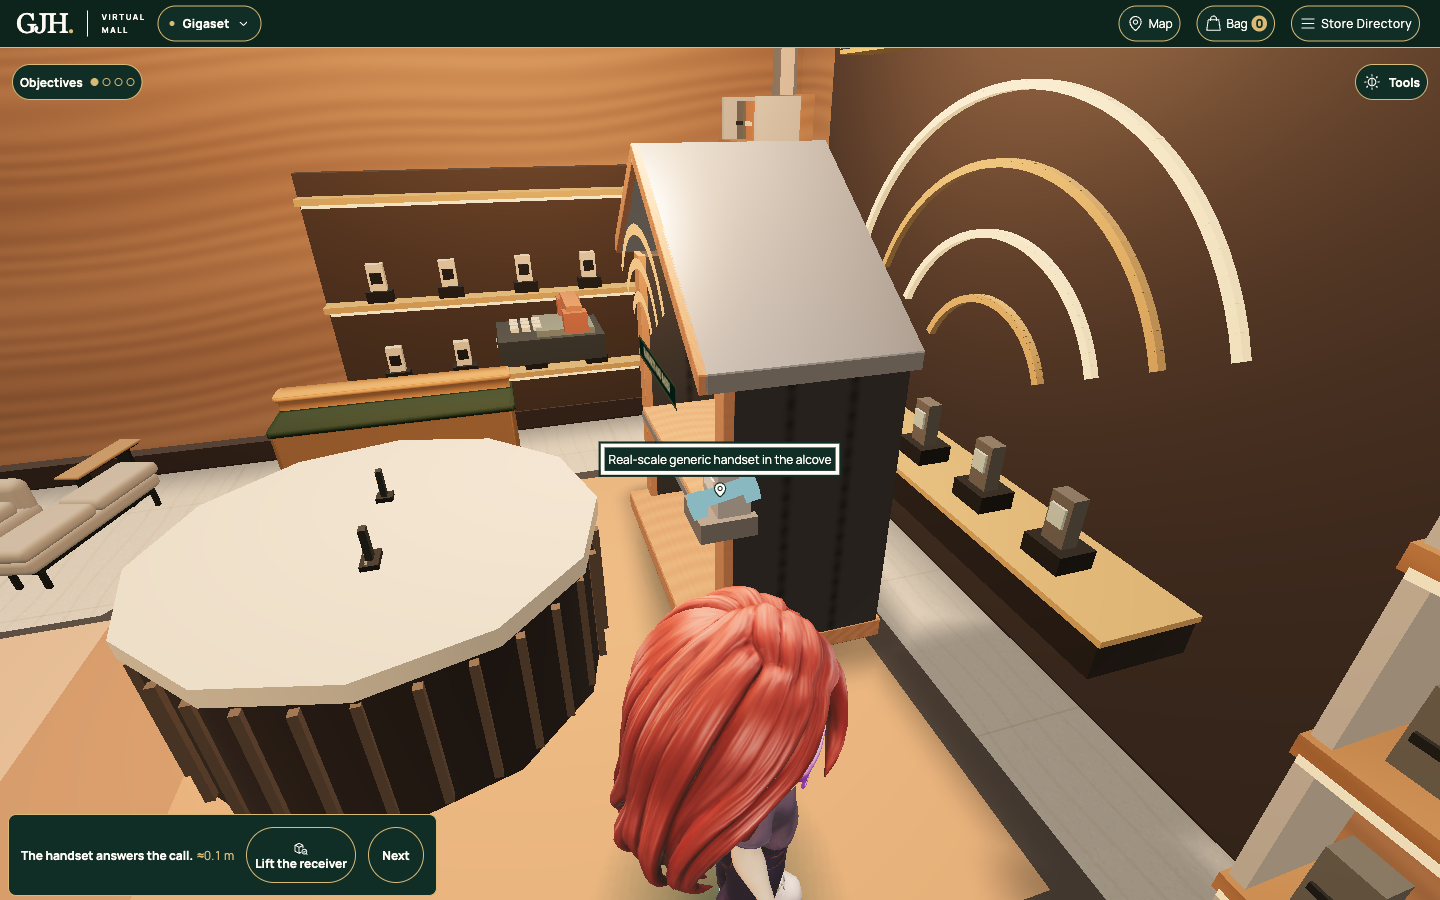 GJH.
VIRTUAL
MALL
Gigaset
Map
Bag 0
Store Directory
Objectives
Tools
Real-scale generic handset in the alcove
The handset answers the call. ≈0.1 m
Lift the receiver
Next